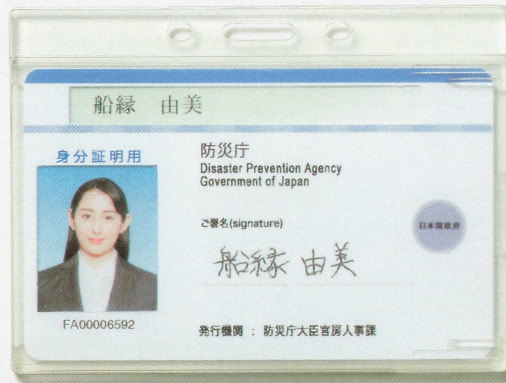 船縁 由美
身分証明用
防災庁
Disaster Prevention Agency
Government of Japan
ご署名(signature)
日本国政府
船縁 由美
FA00006592
発行機関 : 防災庁大臣官房人事課